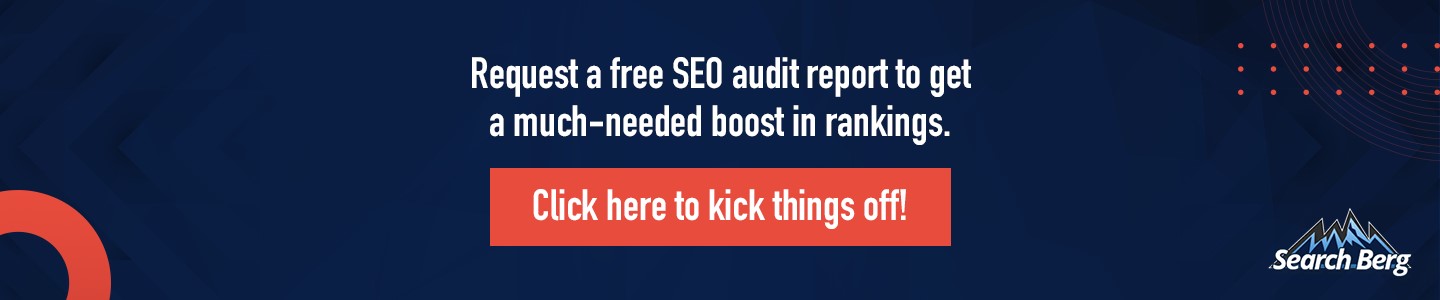 Request a free SEO audit report to get
a much-needed boost in rankings.
Click here to kick things off!
Search Berg